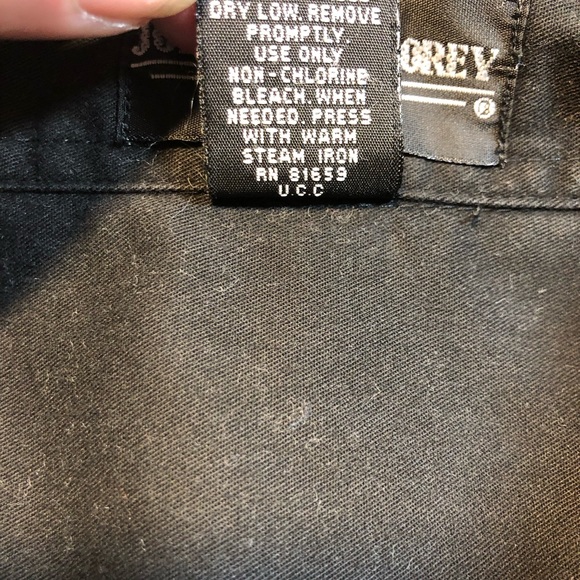 DRY LOW. REMOVE
PROMPTLY
USE ONLY
NON-CHLORINE
BLEACH. WHEN
NEEDED PRESS
WITH WARM
STEAM IRON
RN 81659
U.C.C
OREY
®